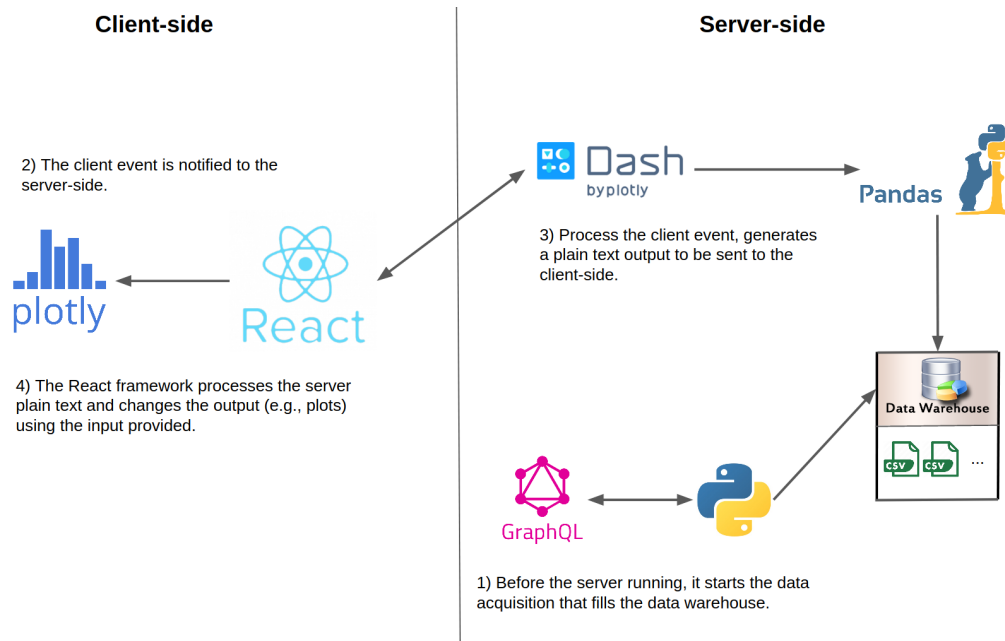 Client-side
Server-side
2) The client event is notified to the
server-side.
Dash
byplotly
Pandas
3) Process the client event, generates
a plain text output to be sent to the
client-side.
plotly
React
4) The React framework processes the server
plain text and changes the output (e.g., plots)
using the input provided.
Data Warehouse
CSV
CSV
...
GraphQL
1) Before the server running, it starts the data
acquisition that fills the data warehouse.